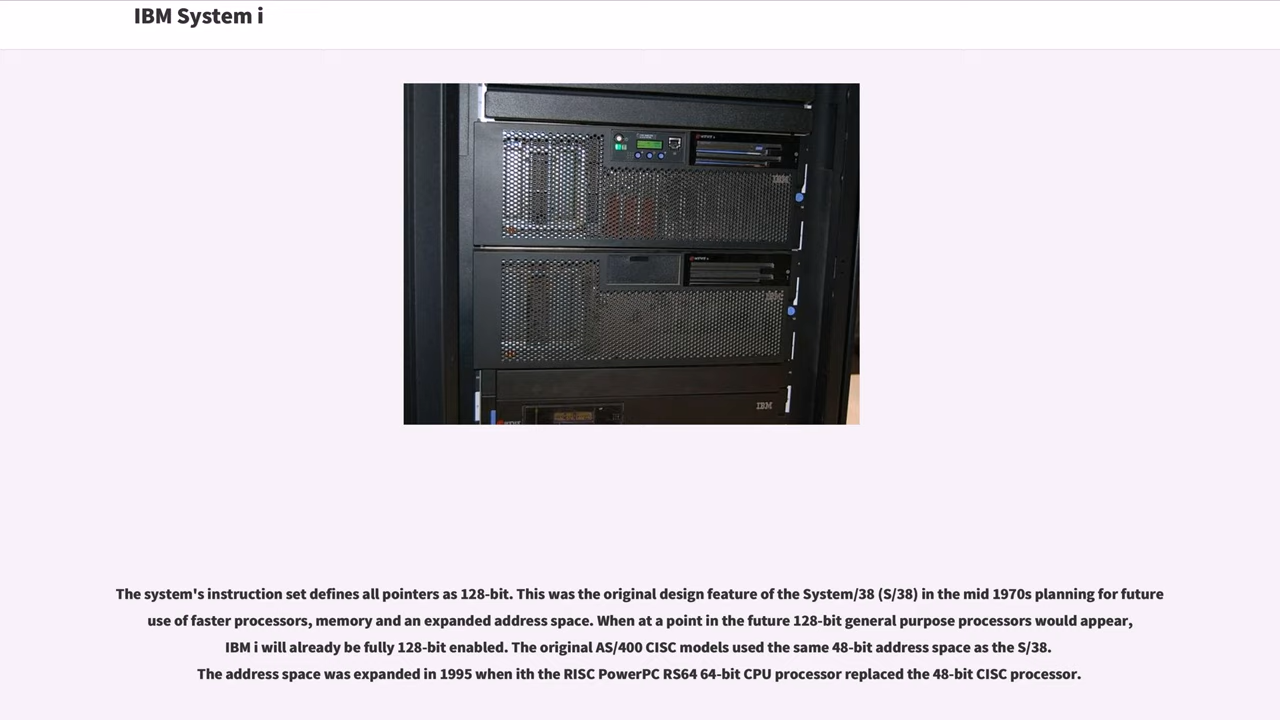 IBM System i
IBM
IBM
IBM
The system's instruction set defines all pointers as 128-bit. This was the original design feature of the System/38 (S/38) in the mid 1970s planning for future
use of faster processors, memory and an expanded address space. When at a point in the future 128-bit general purpose processors would appear,
IBM i will already be fully 128-bit enabled. The original AS/400 CISC models used the same 48-bit address space as the S/38.
The address space was expanded in 1995 when ith the RISC PowerPC RS64 64-bit CPU processor replaced the 48-bit CISC processor.